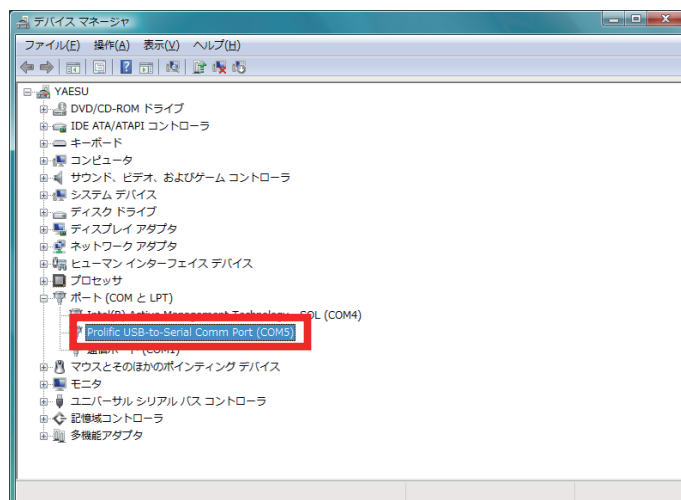 デバイス マネージャ
ファイル(F) 操作(A) 表示(V) ヘルプ(H)
YAESU
DVD/CD-ROM ドライブ
IDE ATA/ATAPI コントローラ
キーボード
コンピュータ
サウンド、ビデオ、およびゲーム コントローラ
システム デバイス
ディスク ドライブ
ディスプレイ アダプタ
ネットワーク アダプタ
ヒューマン インターフェイス デバイス
プロセッサ
ポート (COM と LPT)
Intel(R) Active Management Technology - SOL (COM4)
Prolific USB-to-Serial Comm Port (COM5)
通信ポート (COM1)
マウスとそのほかのポインティング デバイス
モニタ
ユニバーサル シリアル バス コントローラ
記憶域コントローラ
多機能アダプタ